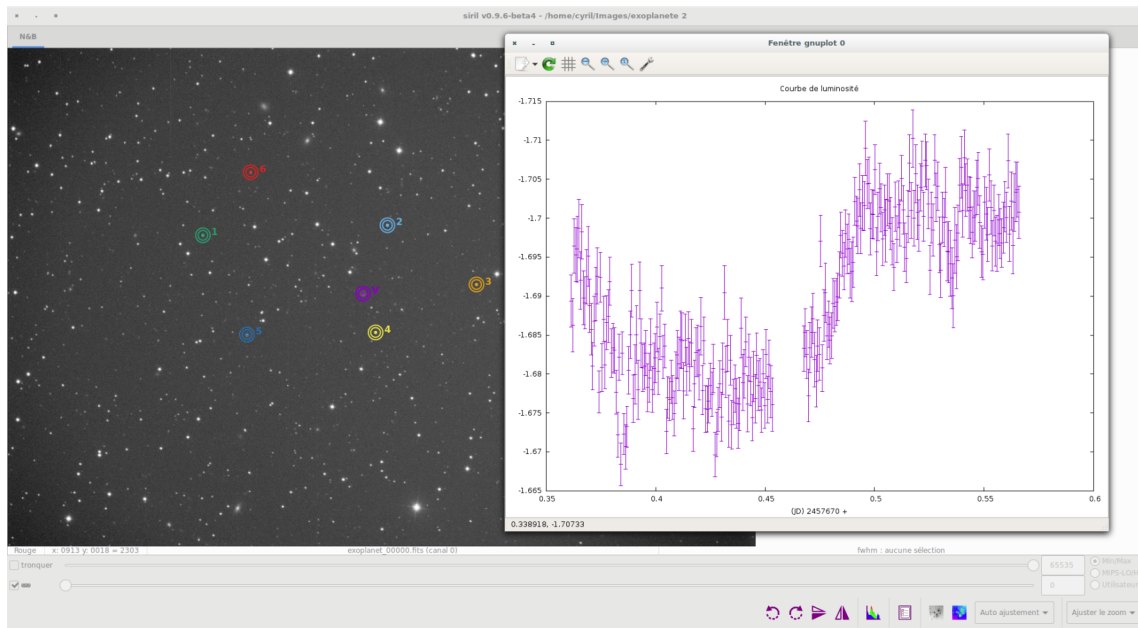 siril v0.9.6-beta4 - /home/cyril/Images/exoplanete 2
N&B
Fenêtre gnuplot 0
Courbe de luminosité
-1.715
-1.71
-1.705
-1.7
-1.695
-1.69
-1.685
-1.68
-1.675
-1.67
-1.665
0.35
0.4
0.45
0.5
0.55
0.6
(JD) 2457670 +
0.338918, -1.70733
6
2
1
3
V
4
5
Rouge
x: 0913 y: 0018 = 2303
exoplanet_00000.fits (canal 0)
fwhm : aucune sélection
tronquer
65535
Min/Max
0
MIPS-LO/H
Utilisateur
Auto ajustement
Ajuster le zoom